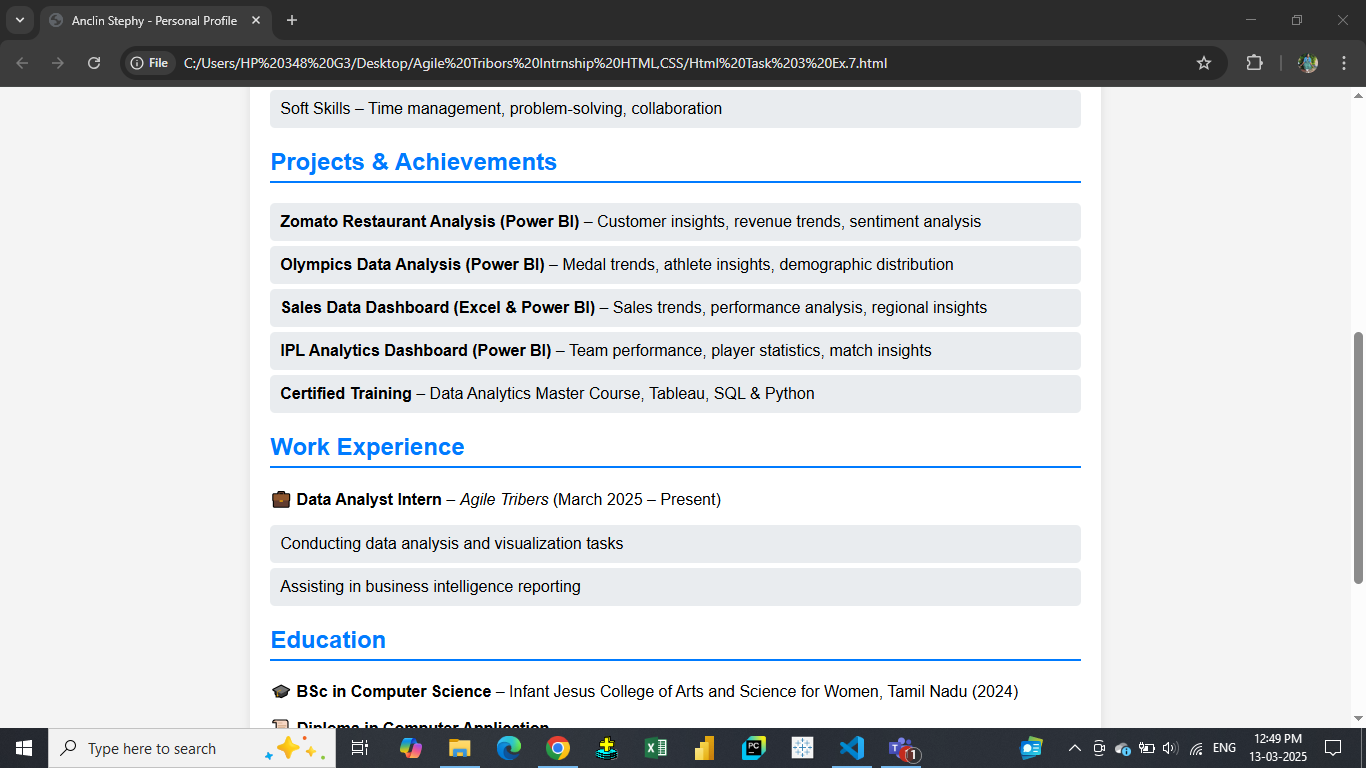 Anclin Stephy - Personal Profile
File
C:/Users/HP%20348%20G3/Desktop/Agile%20Tribors%20Intrnship%20HTML,CSS/Html%20Task%203%20Ex.7.html
Soft Skills – Time management, problem-solving, collaboration
Projects & Achievements
Zomato Restaurant Analysis (Power BI) – Customer insights, revenue trends, sentiment analysis
Olympics Data Analysis (Power BI) – Medal trends, athlete insights, demographic distribution
Sales Data Dashboard (Excel & Power BI) – Sales trends, performance analysis, regional insights
IPL Analytics Dashboard (Power BI) – Team performance, player statistics, match insights
Certified Training – Data Analytics Master Course, Tableau, SQL & Python
Work Experience
Data Analyst Intern – Agile Tribers (March 2025 – Present)
Conducting data analysis and visualization tasks
Assisting in business intelligence reporting
Education
BSc in Computer Science – Infant Jesus College of Arts and Science for Women, Tamil Nadu (2024)
Diploma in Computer Application
Type here to search
PC
1
ENG
12:49 PM
13-03-2025